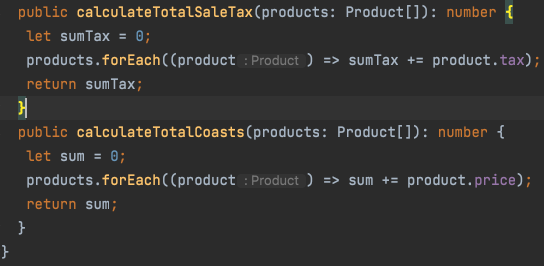 public calculateTotalSaleTax(products: Product[]): number {
let sumTax = 0;
products.forEach((product : Product ) => sumTax += product.tax);
return sumTax;
}
public calculateTotalCoasts(products: Product[]): number {
let sum = 0;
products.forEach((product : Product ) => sum += product.price);
return sum;
}
}